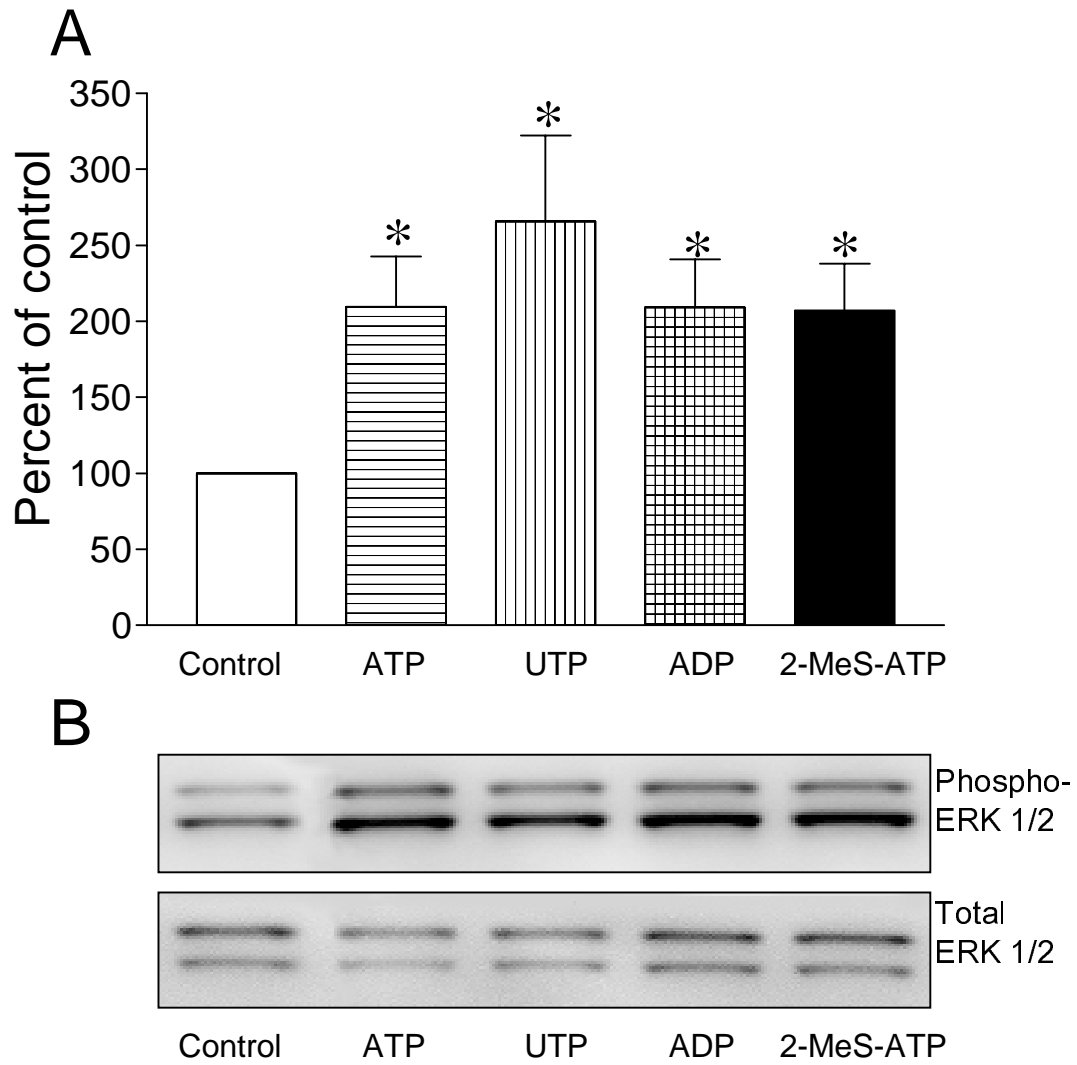 A
Percent of control
350
300
250
200
150
100
50
0
*
*
*
*
Control ATP UTP ADP 2-MeS-ATP
B
Phospho-
ERK 1/2
Total
ERK 1/2
Control ATP UTP ADP 2-MeS-ATP